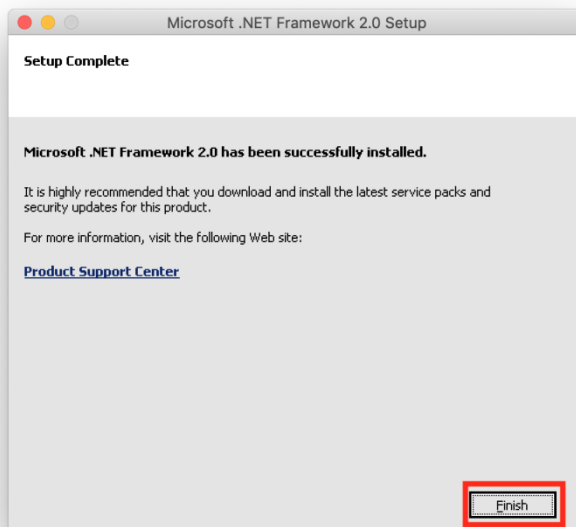 Microsoft .NET Framework 2.0 Setup
Setup Complete
Microsoft .NET Framework 2.0 has been successfully installed.
It is highly recommended that you download and install the latest service packs and
security updates for this product.
For more information, visit the following Web site:
Product Support Center
Finish